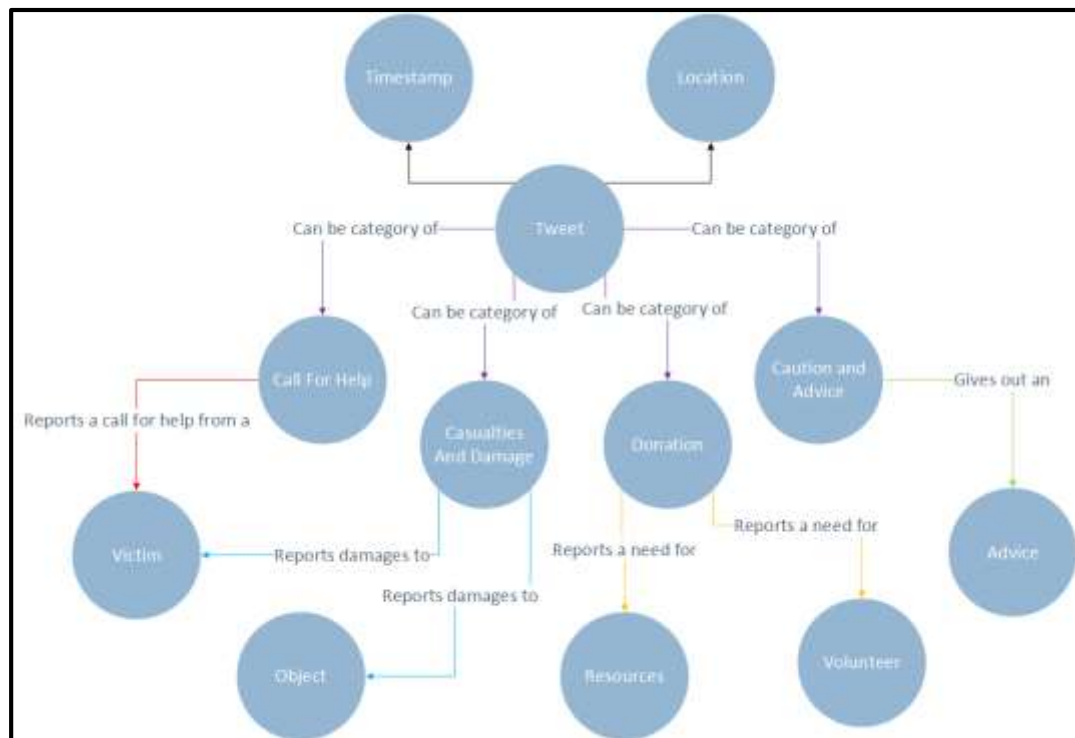 Timestamp
Location
Tweet
Can be category of
Can be category of
Can be category of
Can be category of
Call For Help
Caution and
Advice
Gives out an
Reports a call for help from a
Casualties
And Damage
Donation
Victim
Reports damages to
Reports a need for
Reports a need for
Advice
Reports damages to
Object
Resources
Volunteer